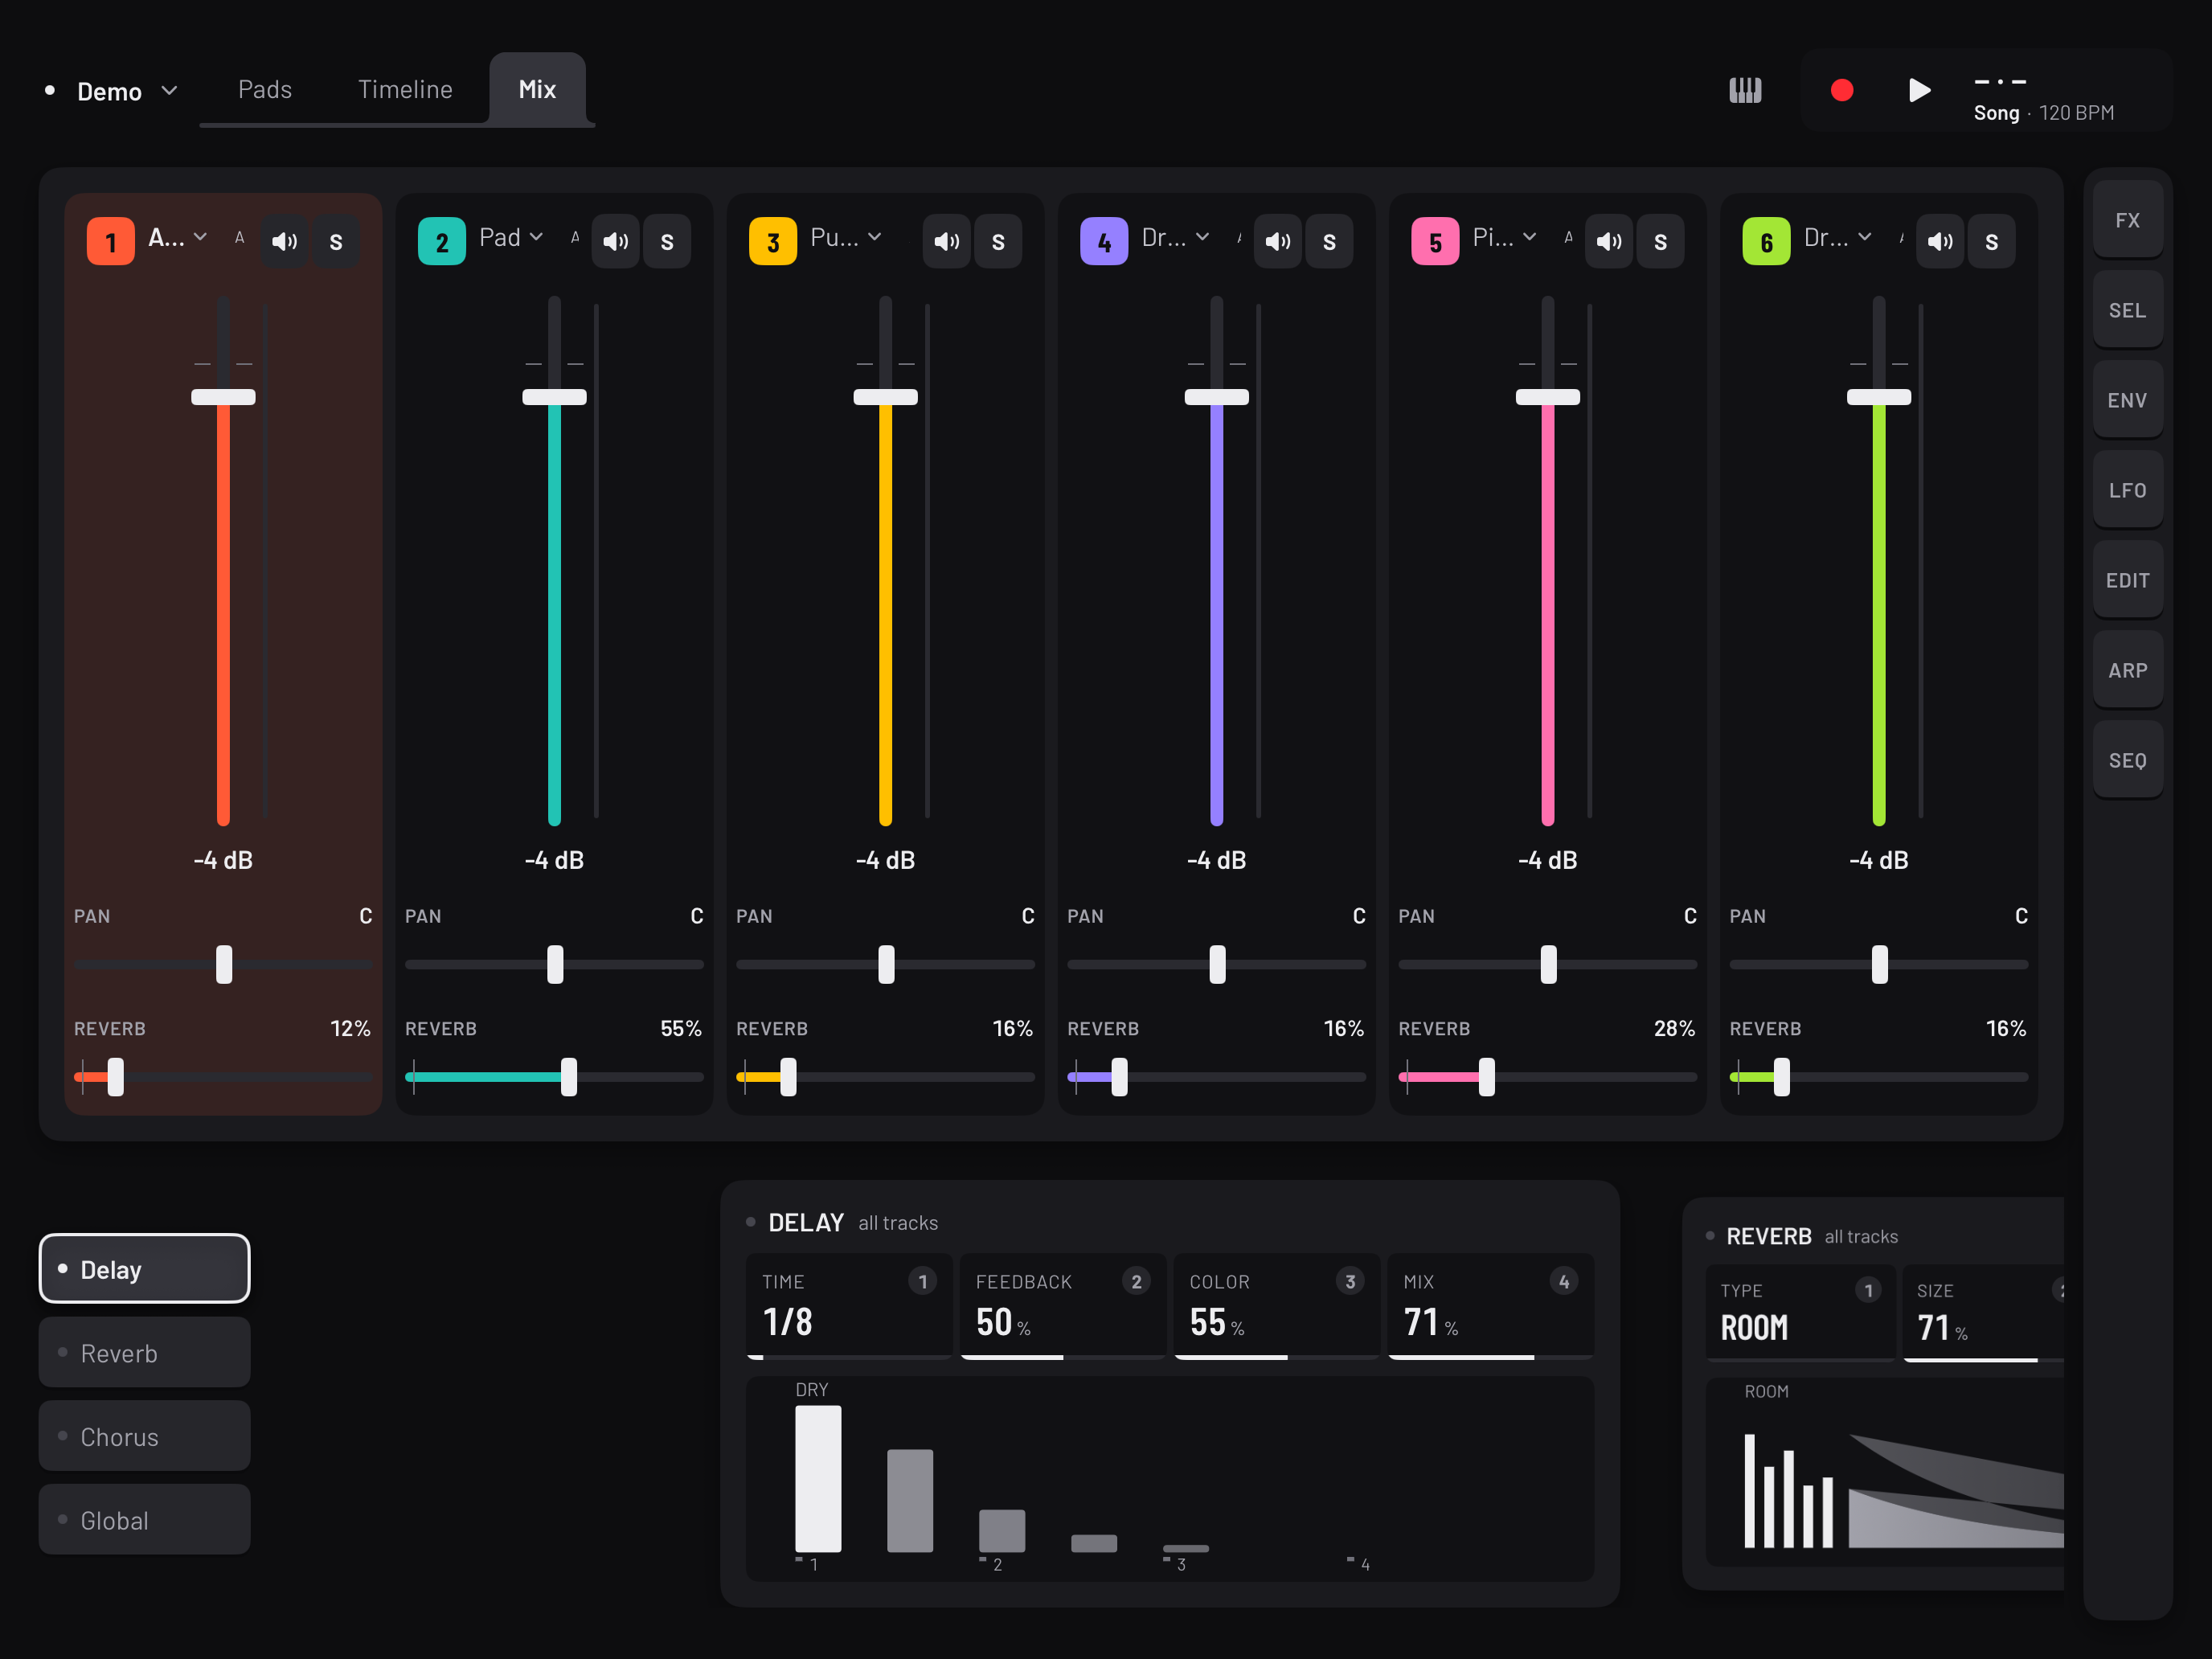 Demo
Pads
Timeline
Mix
Song · 120 BPM
1 A... A S
2 Pad A S
3 Pu... S
4 Dr... S
5 Pi... A S
6 Dr... S
-4 dB
-4 dB
-4 dB
-4 dB
-4 dB
-4 dB
PAN C
PAN C
PAN C
PAN C
PAN C
PAN C
REVERB 12%
REVERB 55%
REVERB 16%
REVERB 16%
REVERB 28%
REVERB 16%
FX
SEL
ENV
LFO
EDIT
ARP
SEQ
Delay
Reverb
Chorus
Global
DELAY all tracks
TIME 1
1/8
FEEDBACK 2
50 %
COLOR 3
55 %
MIX 4
71 %
DRY
1 2 3 4
REVERB all tracks
TYPE 1
ROOM
SIZE
71 %
ROOM